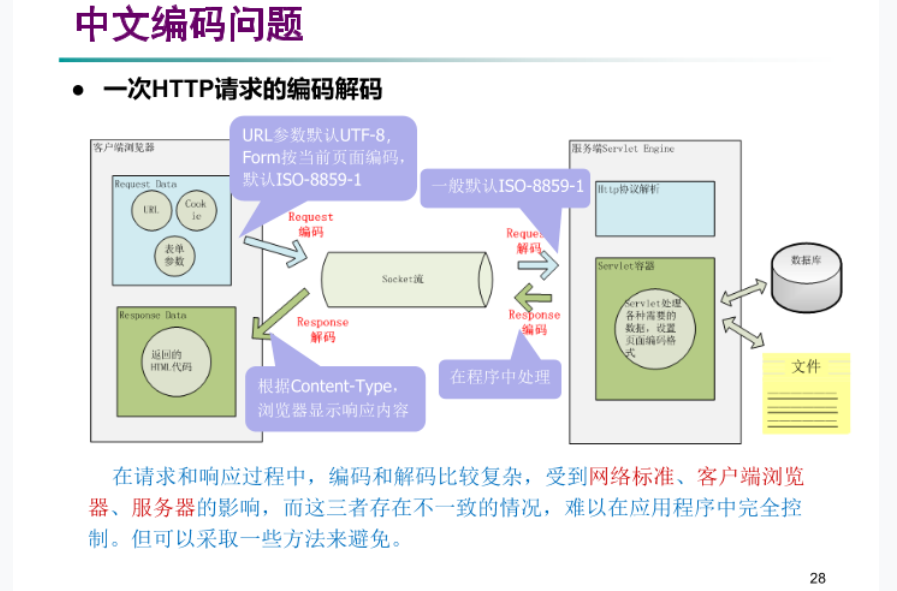 中文编码问题
● 一次HTTP请求的编码解码
客户端浏览器
Request Data
URL
Cook
ie
表单
参数
Response Data
返回的
HTML代码
URL参数默认UTF-8，
Form按当前页面编码，
默认ISO-8859-1
Request
编码
Response
解码
根据Content-Type，
浏览器显示响应内容
Socket流
一般默认ISO-8859-1
Reque
解码
Response
编码
在程序中处理
服务端Servlet Engine
Http协议解析
Servlet容器
Servlet处理
各种需要的
数据，设置
页面编码格
式
数据库
文件
在请求和响应过程中，编码和解码比较复杂，受到网络标准、客户端浏览
器、服务器的影响，而这三者存在不一致的情况，难以在应用程序中完全控
制。但可以采取一些方法来避免。
28